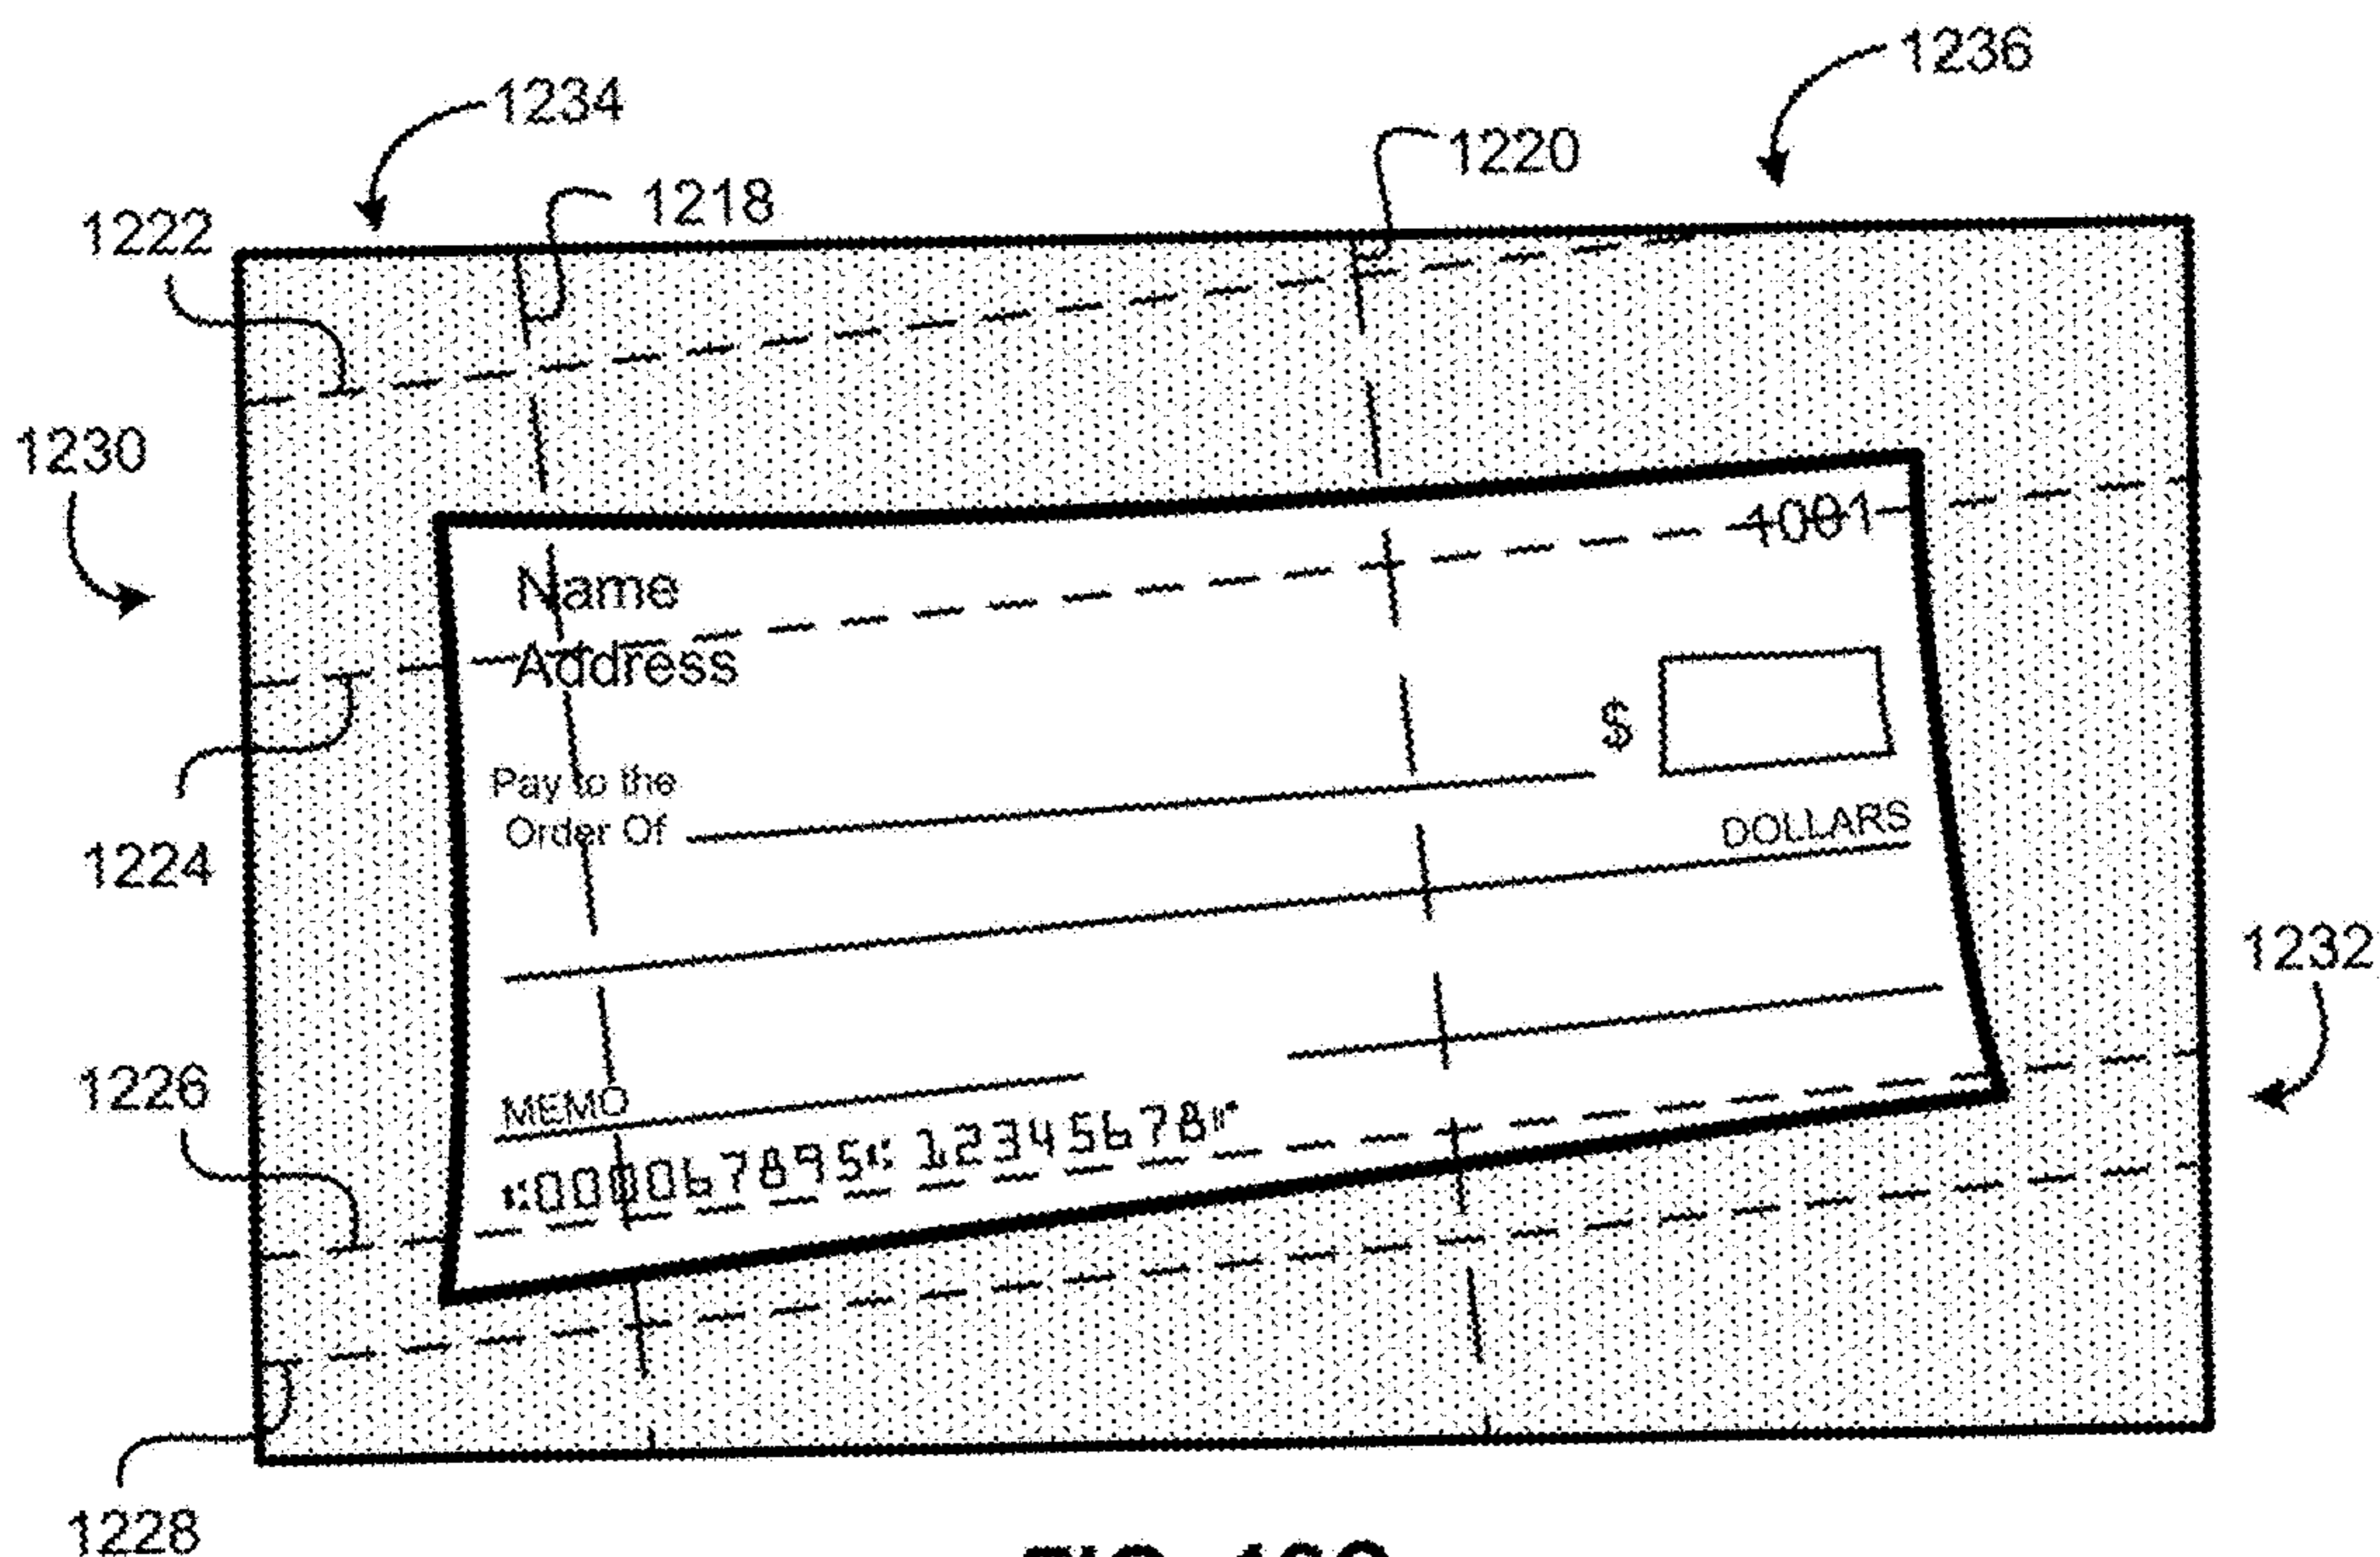 1236
1234
1220
1218
1222
1230
1001
Name
Address
$
Pay to the
Order Of
DOLLARS
1224
1232
1226
MEMO
⑆000067895⑆ 12345678⑈
1228